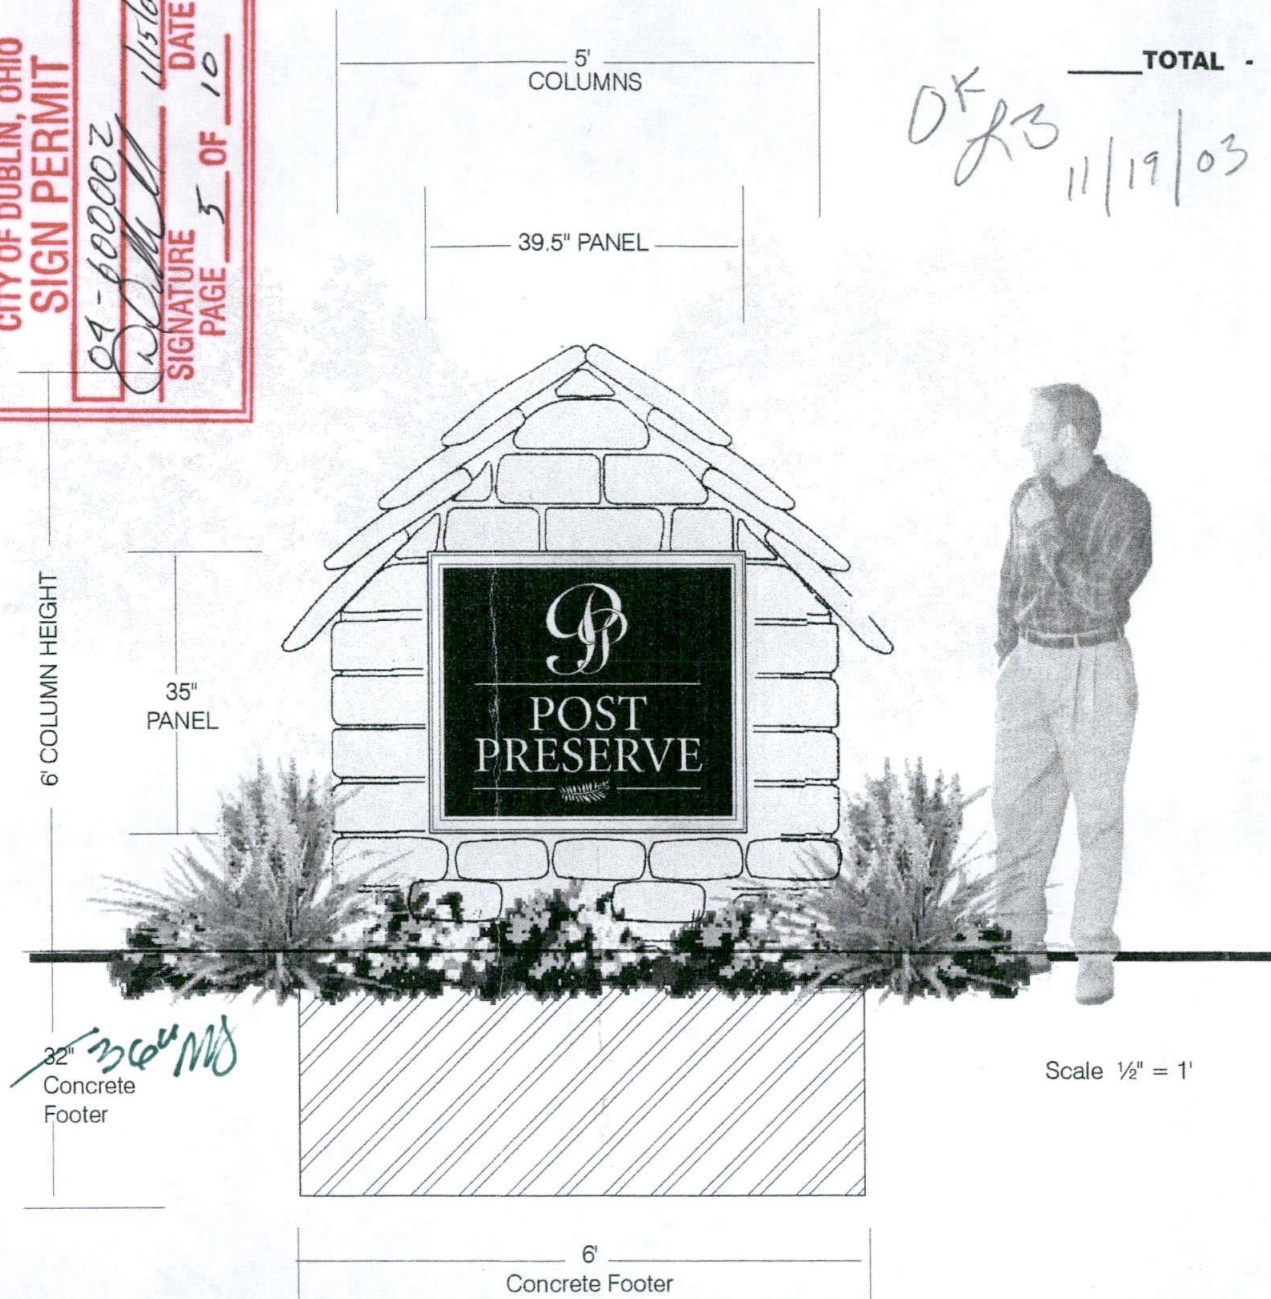 CITY OF DUBLIN, OHIO
SIGN PERMIT
04-600002
SIGNATURE
DATE
PAGE 5 OF 10
5'
COLUMNS
TOTAL -
OK
11/19/03
39.5" PANEL
6' COLUMN HEIGHT
35"
PANEL
POST
PRESERVE
32" 36"
Concrete
Footer
Scale ½" = 1'
6'
Concrete Footer